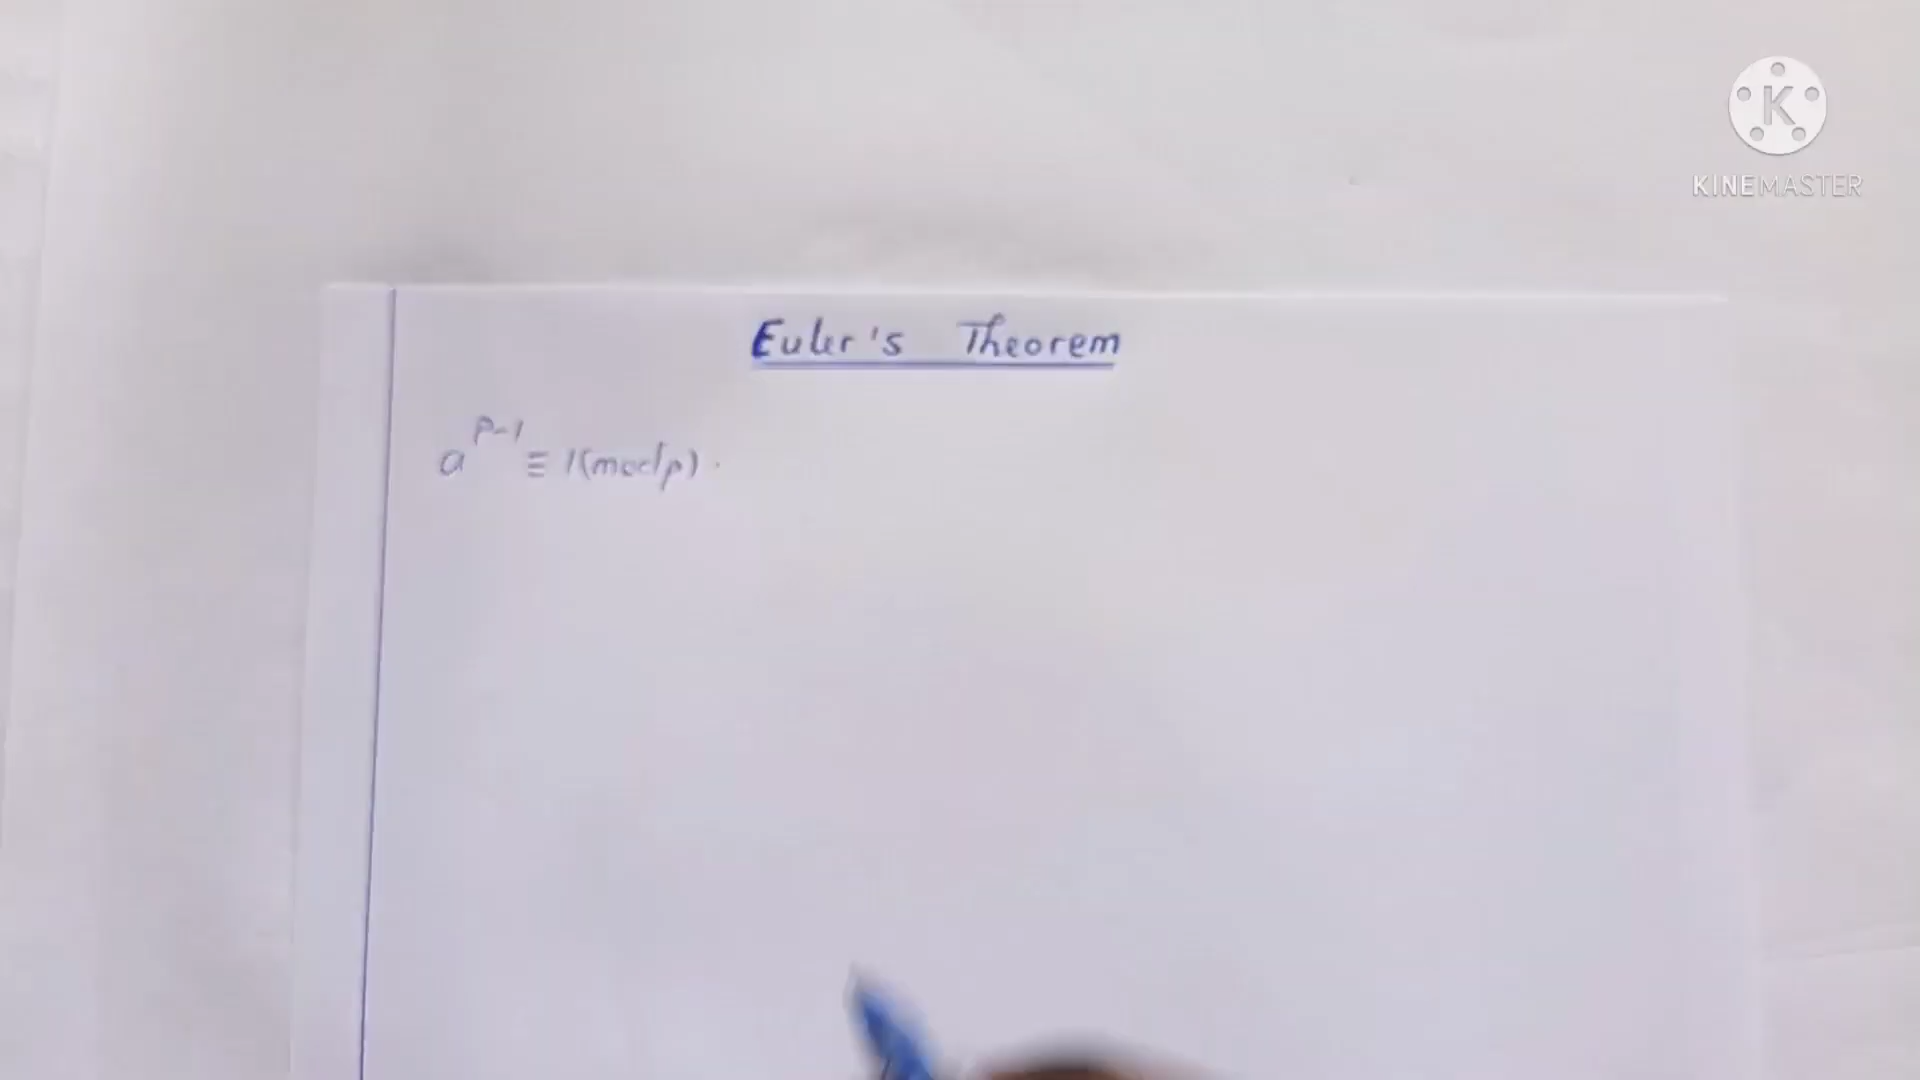 KINEMASTER
Euler's Theorem
a^{p-1} ≡ 1(mod p).